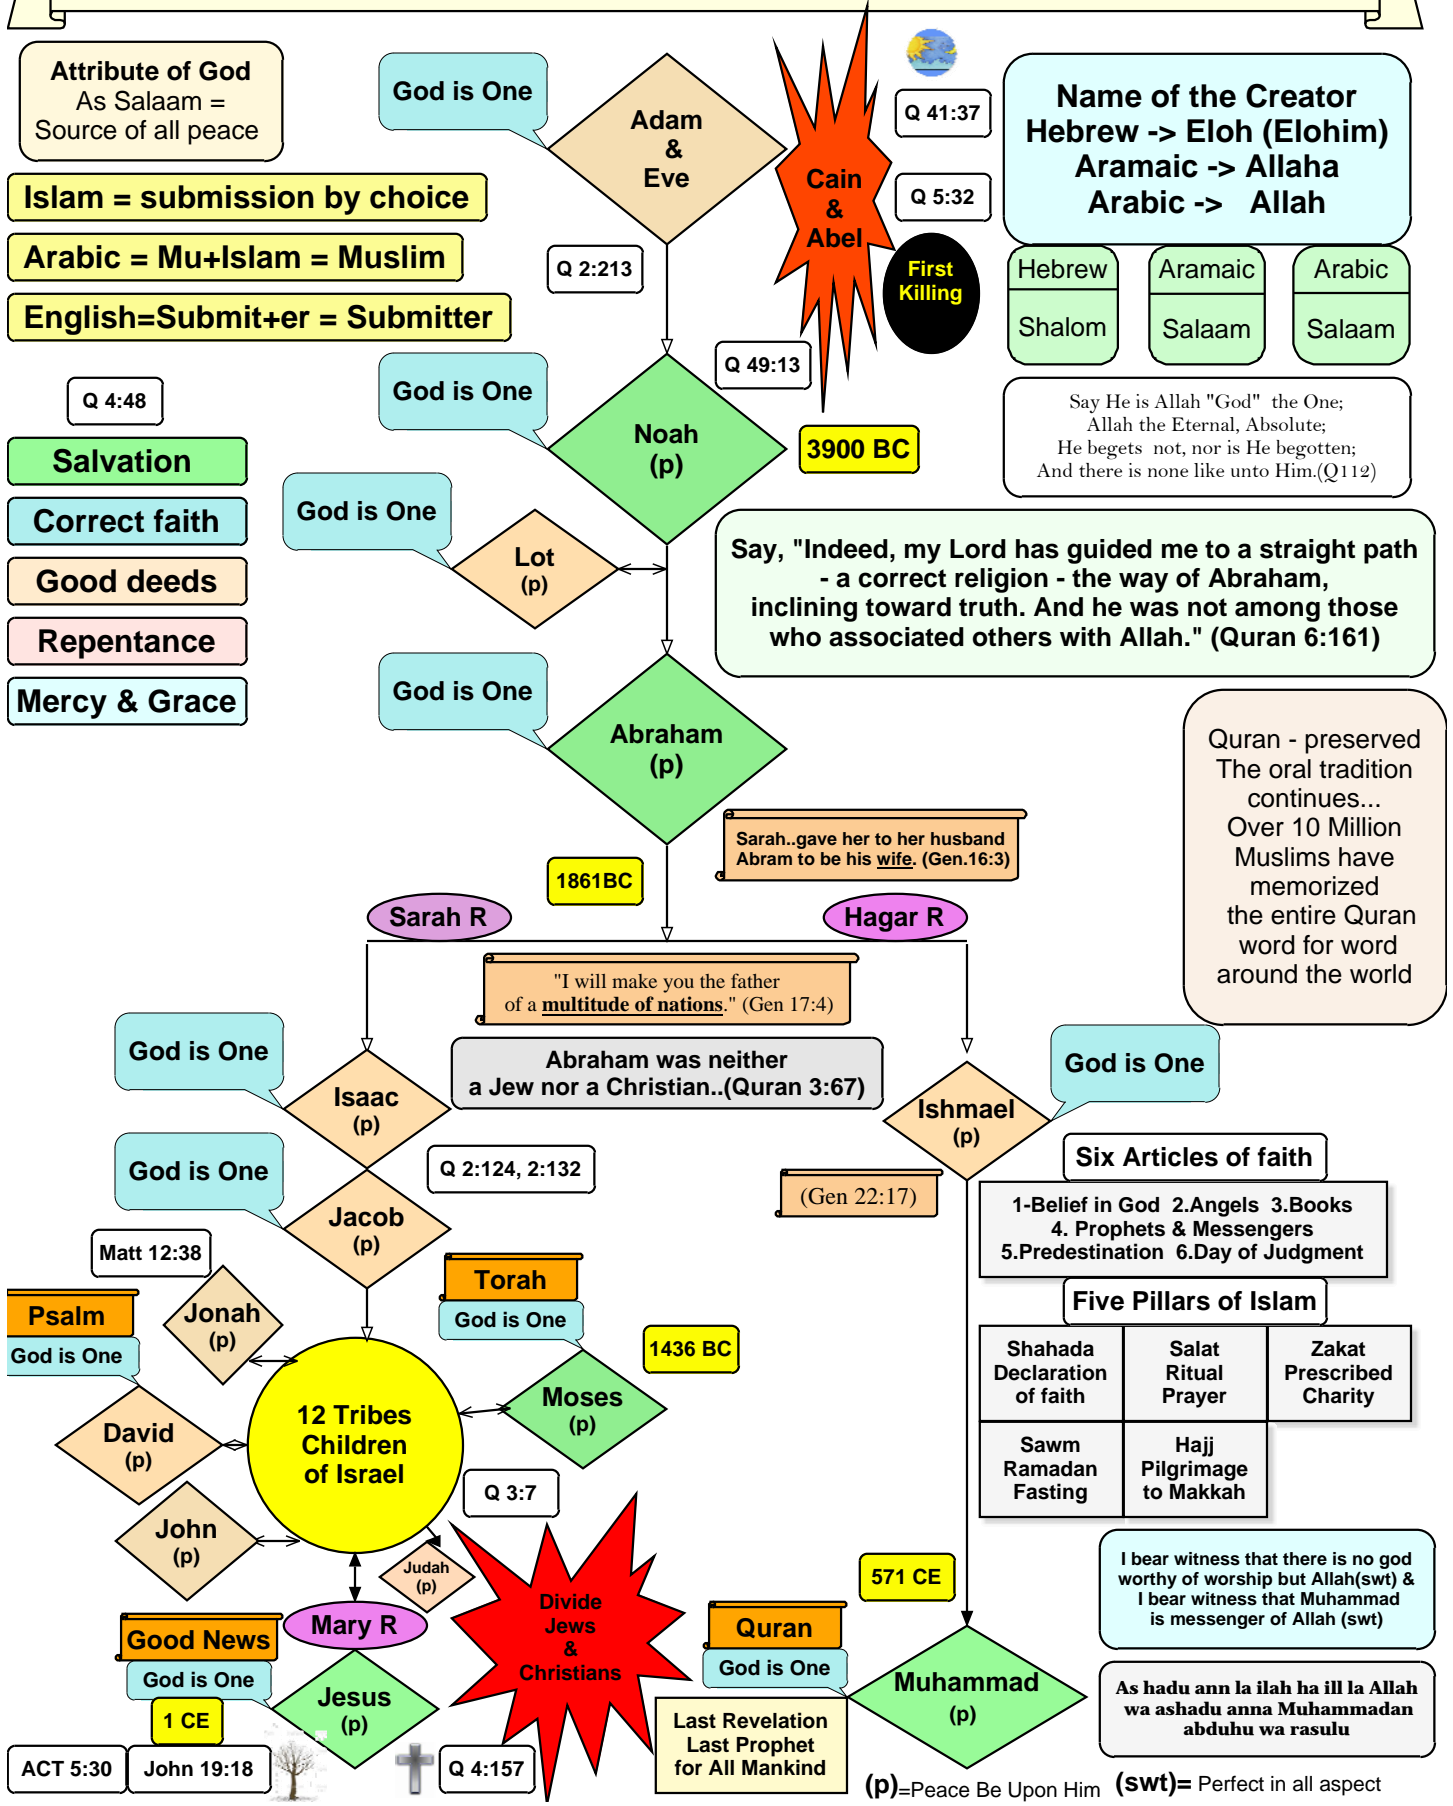 Attribute of God
As Salaam =
Source of all peace
God is One
Adam
&
Eve
Cain
&
Abel
Q 41:37
Q 5:32
First
Killing
Name of the Creator
Hebrew -> Eloh (Elohim)
Aramaic -> Allaha
Arabic -> Allah
Islam = submission by choice
Arabic = Mu+Islam = Muslim
English=Submit+er = Submitter
Q 2:213
Hebrew
Shalom
Aramaic
Salaam
Arabic
Salaam
Q 49:13
Q 4:48
Salvation
Correct faith
Good deeds
Repentance
Mercy & Grace
God is One
Noah
(p)
3900 BC
Say He is Allah "God" the One;
Allah the Eternal, Absolute;
He begets not, nor is He begotten;
And there is none like unto Him.(Q112)
God is One
Lot
(p)
Say, "Indeed, my Lord has guided me to a straight path
- a correct religion - the way of Abraham,
inclining toward truth. And he was not among those
who associated others with Allah." (Quran 6:161)
God is One
Abraham
(p)
Quran - preserved
The oral tradition
continues...
Over 10 Million
Muslims have
memorized
the entire Quran
word for word
around the world
Sarah..gave her to her husband
Abram to be his wife. (Gen.16:3)
1861BC
Sarah R
Hagar R
"I will make you the father
of a multitude of nations." (Gen 17:4)
Abraham was neither
a Jew nor a Christian..(Quran 3:67)
God is One
Isaac
(p)
God is One
Ishmael
(p)
God is One
Jacob
(p)
Q 2:124, 2:132
(Gen 22:17)
Six Articles of faith
1-Belief in God 2.Angels 3.Books
4. Prophets & Messengers
5.Predestination 6.Day of Judgment
Five Pillars of Islam
Shahada
Declaration
of faith
Salat
Ritual
Prayer
Zakat
Prescribed
Charity
Sawm
Ramadan
Fasting
Hajj
Pilgrimage
to Makkah
Matt 12:38
Jonah
(p)
Psalm
God is One
David
(p)
Torah
God is One
1436 BC
Moses
(p)
12 Tribes
Children
of Israel
John
(p)
Q 3:7
Judah
(p)
Divide
Jews
&
Christians
Mary R
Good News
God is One
1 CE
Jesus
(p)
ACT 5:30
John 19:18
Q 4:157
571 CE
Quran
God is One
Muhammad
(p)
Last Revelation
Last Prophet
for All Mankind
I bear witness that there is no god
worthy of worship but Allah(swt) &
I bear witness that Muhammad
is messenger of Allah (swt)
As hadu ann la ilah ha ill la Allah
wa ashadu anna Muhammadan
abduhu wa rasulu
(p)=Peace Be Upon Him (swt)= Perfect in all aspect